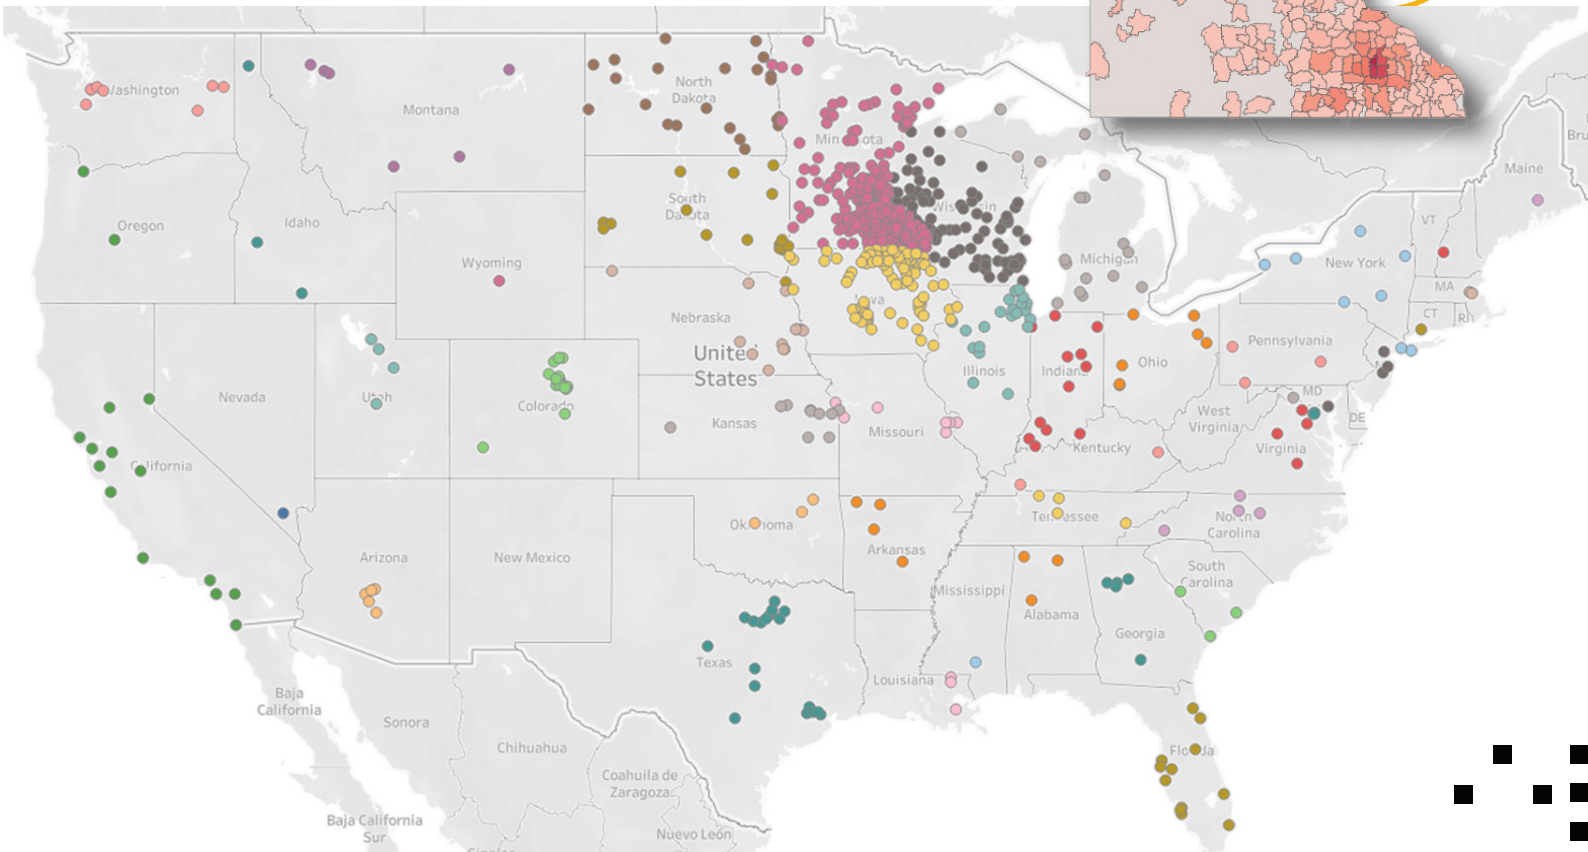 Washington
Montana
North
Dakota
Minnesota
Maine
Oregon
Idaho
South
Dakota
Wisconsin
VT
Wyoming
Michigan
New York
MA
Iowa
CT
RI
Nebraska
United
States
Pennsylvania
Illinois
Indiana
Ohio
Nevada
Utah
Colorado
MD
Kansas
Missouri
West
Virginia
DE
California
Kentucky
Virginia
Oklahoma
Tennessee
North
Carolina
Arizona
New Mexico
Arkansas
Mississippi
South
Carolina
Alabama
Georgia
Texas
Louisiana
Baja
California
Sonora
Chihuahua
Florida
Coahuila de
Zaragoza
Baja California
Sur
Nuevo León